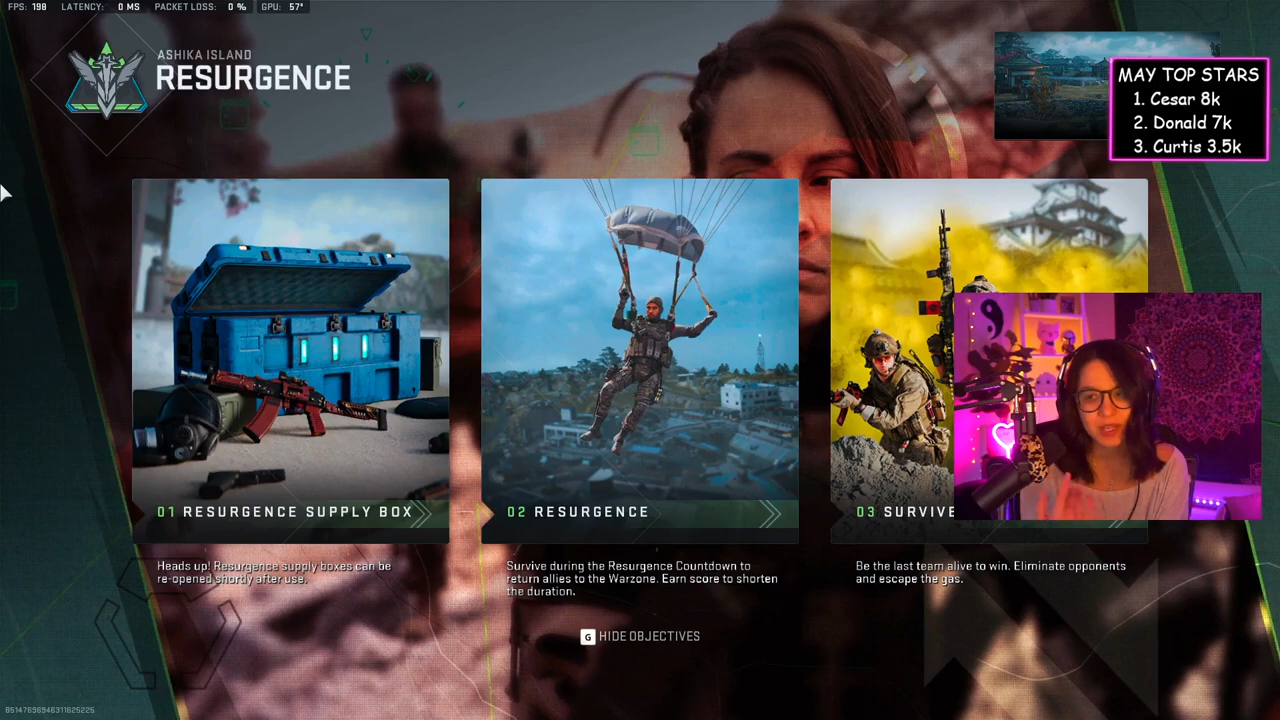 FPS: 198 LATENCY: 0 MS PACKET LOSS: 0 % GPU: 57°
ASHIKA ISLAND
RESURGENCE
MAY TOP STARS
1. Cesar 8k
2. Donald 7k
3. Curtis 3.5k
01 RESURGENCE SUPPLY BOX
Heads up! Resurgence supply boxes can be
re-opened shortly after use.
02 RESURGENCE
Survive during the Resurgence Countdown to
return allies to the Warzone. Earn score to shorten
the duration.
03 SURVIVE
Be the last team alive to win. Eliminate opponents
and escape the gas.
G HIDE OBJECTIVES
85147696946311625225